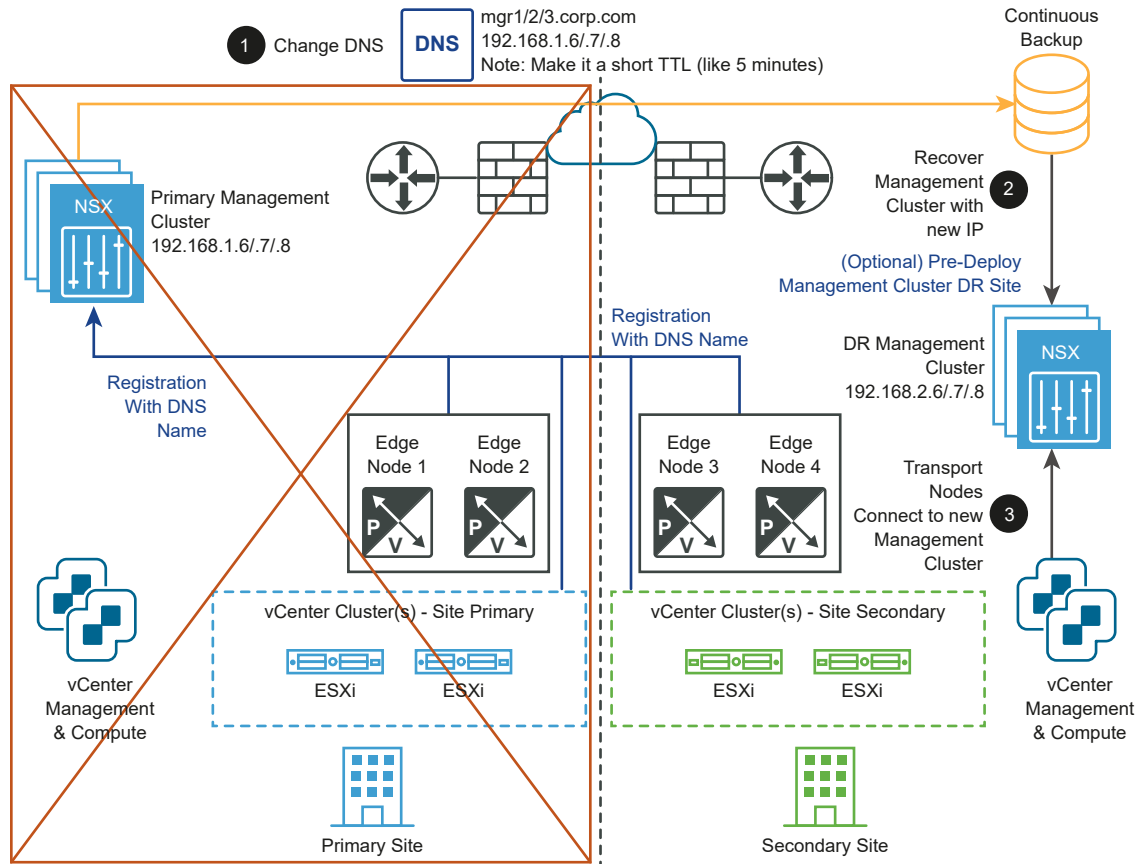 1
Change DNS
DNS
mgr1/2/3.corp.com
192.168.1.6/.7/.8
Note: Make it a short TTL (like 5 minutes)
Continuous
Backup
NSX
Primary Management
Cluster
192.168.1.6/.7/.8
Recover
Management
Cluster with
new IP
2
(Optional) Pre-Deploy
Management Cluster DR Site
Registration
With DNS Name
DR Management
Cluster
192.168.2.6/.7/.8
NSX
Registration
With DNS
Name
Edge
Node 1
Edge
Node 2
Edge
Node 3
Edge
Node 4
P
V
P
V
P
V
P
V
Transport
Nodes
Connect to new
Management
Cluster
3
vCenter Cluster(s) - Site Primary
vCenter Cluster(s) - Site Secondary
ESXi
ESXi
ESXi
ESXi
vCenter
Management
& Compute
vCenter
Management
& Compute
Primary Site
Secondary Site